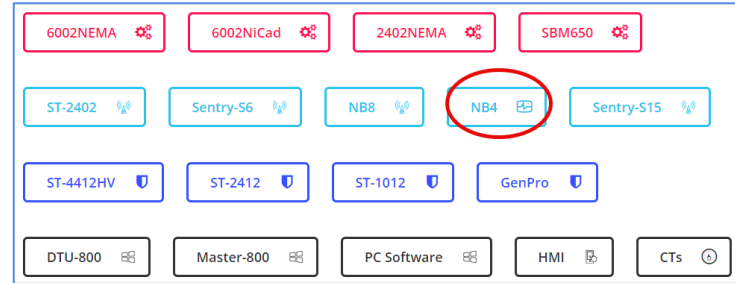 6002NEMA 6002NiCad 2402NEMA SBM650
ST-2402 Sentry-S6 NB8 NB4 Sentry-S15
ST-4412HV ST-2412 ST-1012 GenPro
DTU-800 Master-800 PC Software HMI CTs